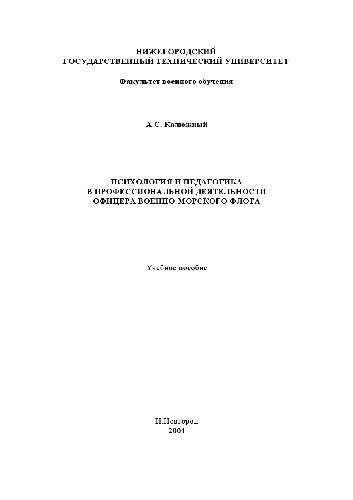 НИЖЕГОРОДСКИЙ
ГОСУДАРСТВЕННЫЙ ТЕХНИЧЕСКИЙ УНИВЕРСИТЕТ
Факультет военного обучения
А.С. Калюжный
ПСИХОЛОГИЯ И ПЕДАГОГИКА
В ПРОФЕССИОНАЛЬНОЙ ДЕЯТЕЛЬНОСТИ
ОФИЦЕРА ВОЕННО-МОРСКОГО ФЛОТА
Учебное пособие
Н.Новгород
2004